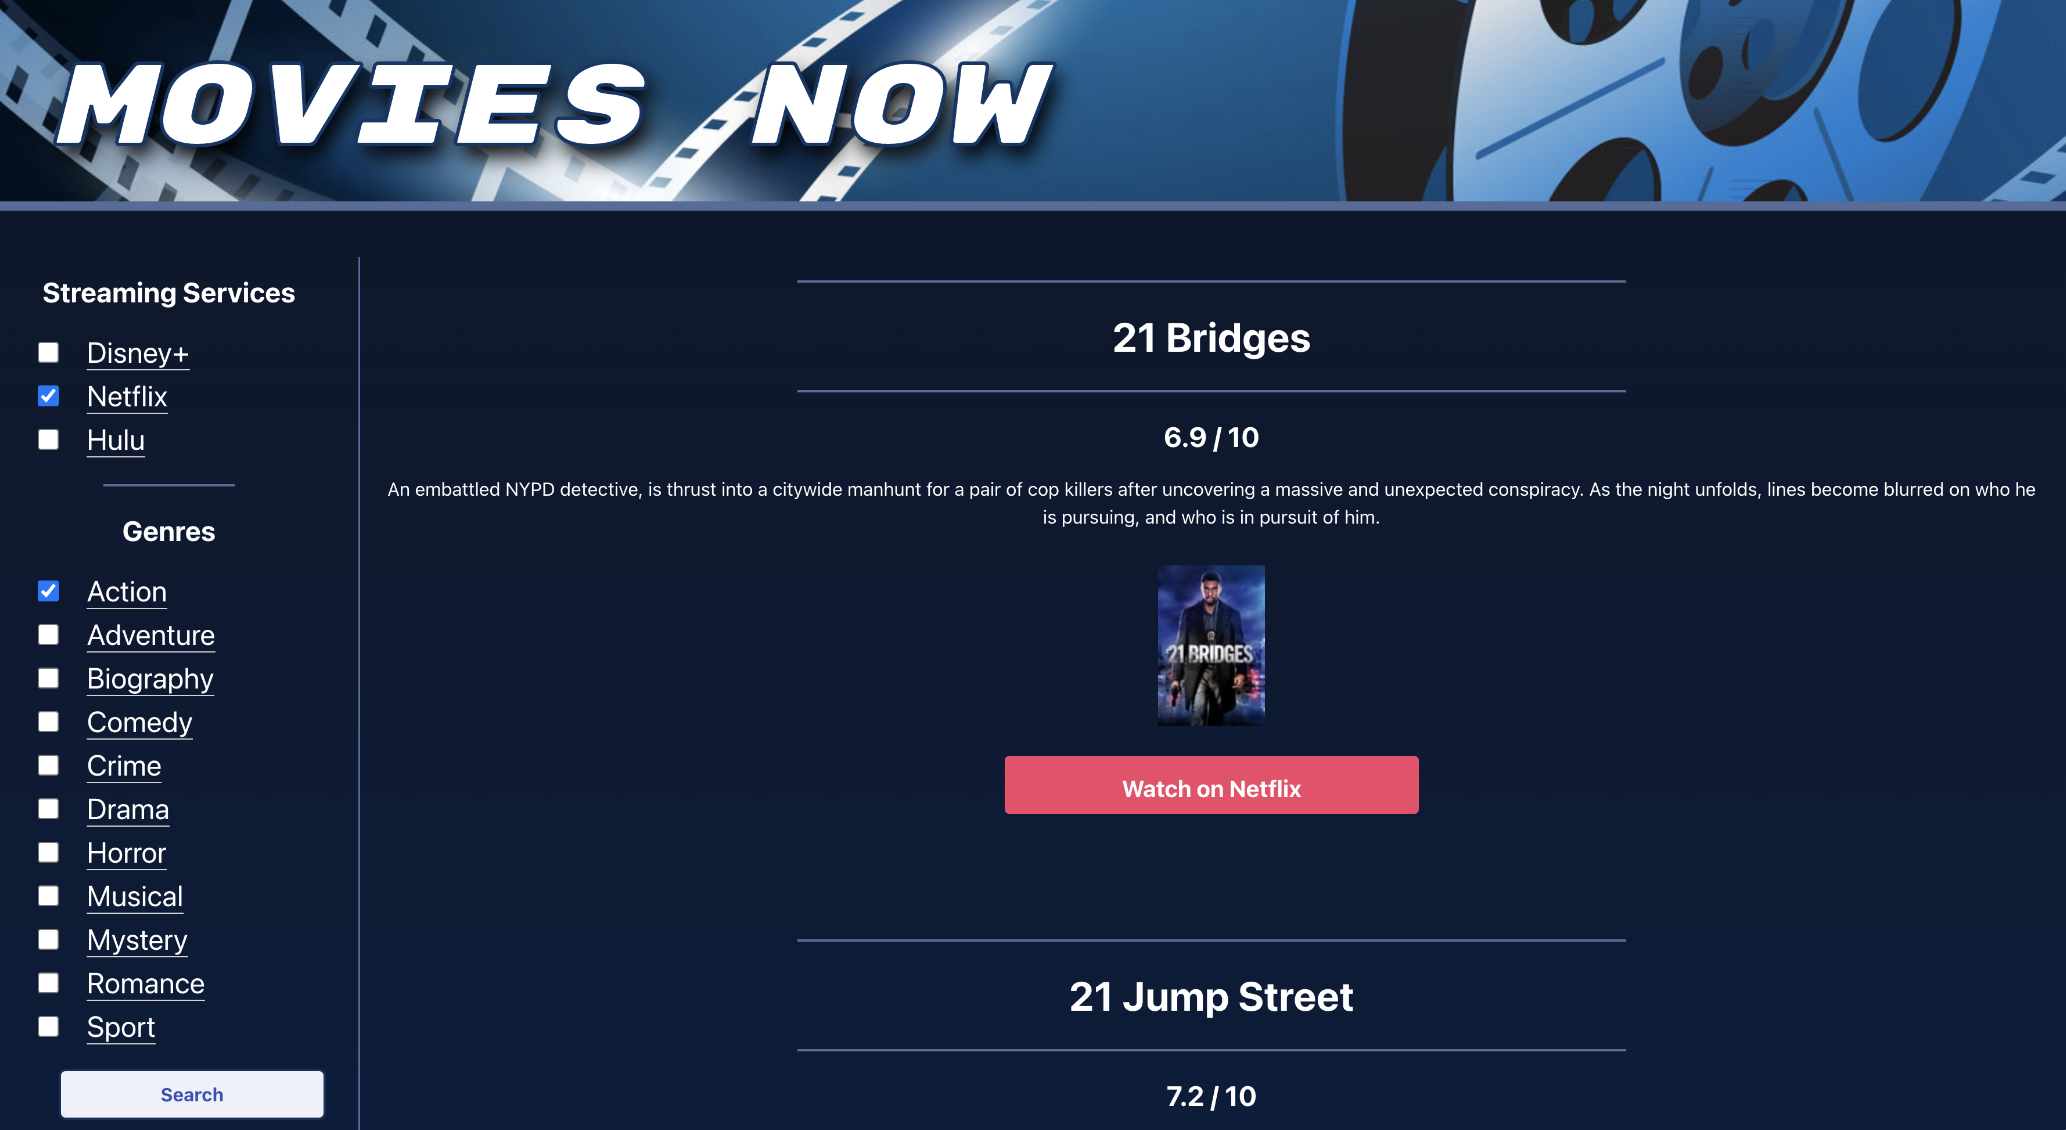 MOVIES NOW
Streaming Services
Disney+
Netflix
Hulu
Genres
Action
Adventure
Biography
Comedy
Crime
Drama
Horror
Musical
Mystery
Romance
Sport
Search
21 Bridges
6.9 / 10
An embattled NYPD detective, is thrust into a citywide manhunt for a pair of cop killers after uncovering a massive and unexpected conspiracy. As the night unfolds, lines become blurred on who he
is pursuing, and who is in pursuit of him.
21 BRIDGES
Watch on Netflix
21 Jump Street
7.2 / 10